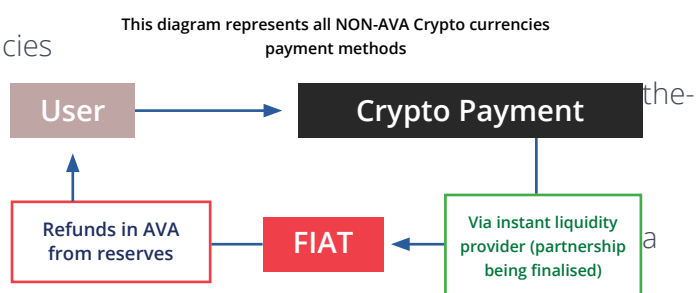 This diagram represents all NON-AVA Crypto currencies
payment methods
cies
User
Crypto Payment
the-
Refunds in AVA
from reserves
FIAT
Via instant liquidity
provider (partnership
being finalised)
a